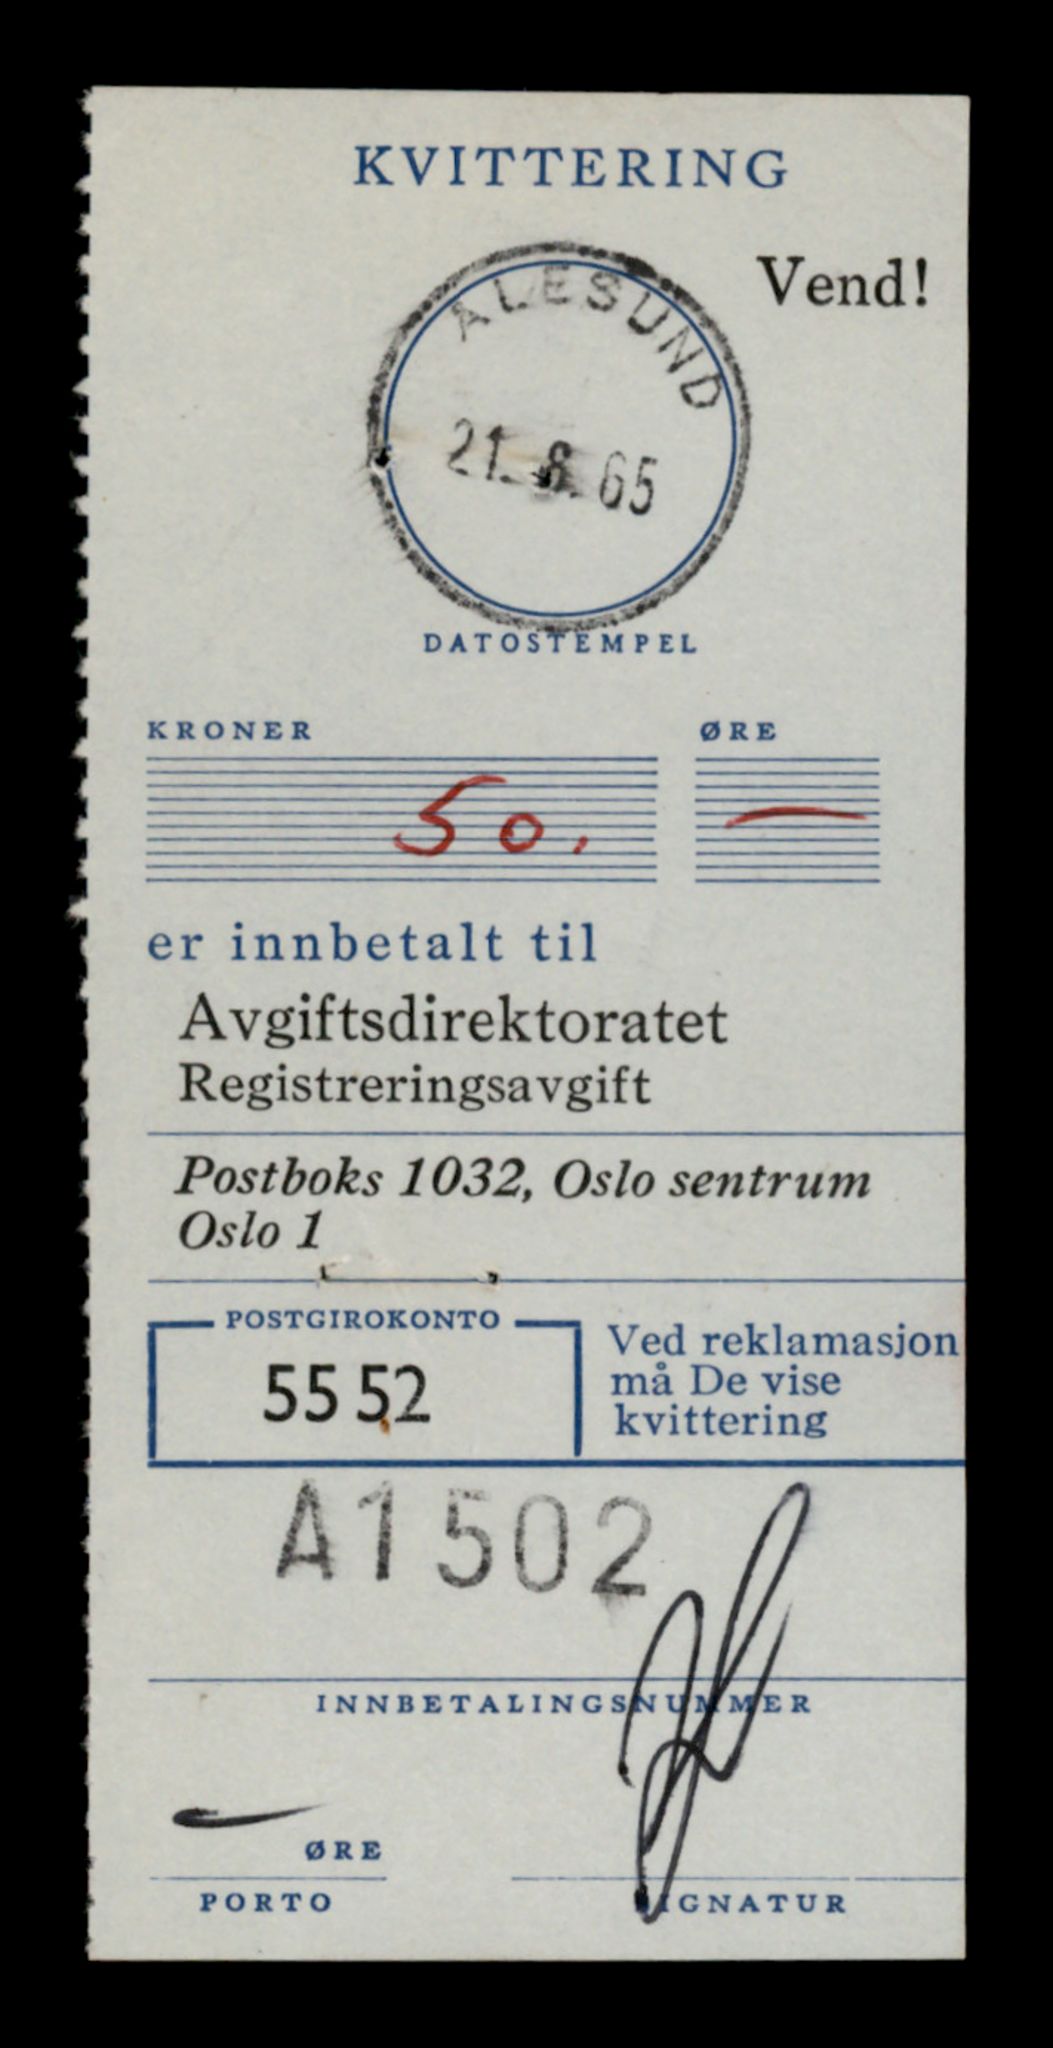 KVITTERING
Vend!
ÅLESUND
21. 8. 65
DATOSTEMPEL
KRONER ØRE
50. —
er innbetalt til
Avgiftsdirektoratet
Registreringsavgift
Postboks 1032, Oslo sentrum
Oslo 1
POSTGIROKONTO
55 52
Ved reklamasjon
må De vise
kvittering
A1502
INNBETALINGSNUMMER
ØRE
PORTO
SIGNATUR